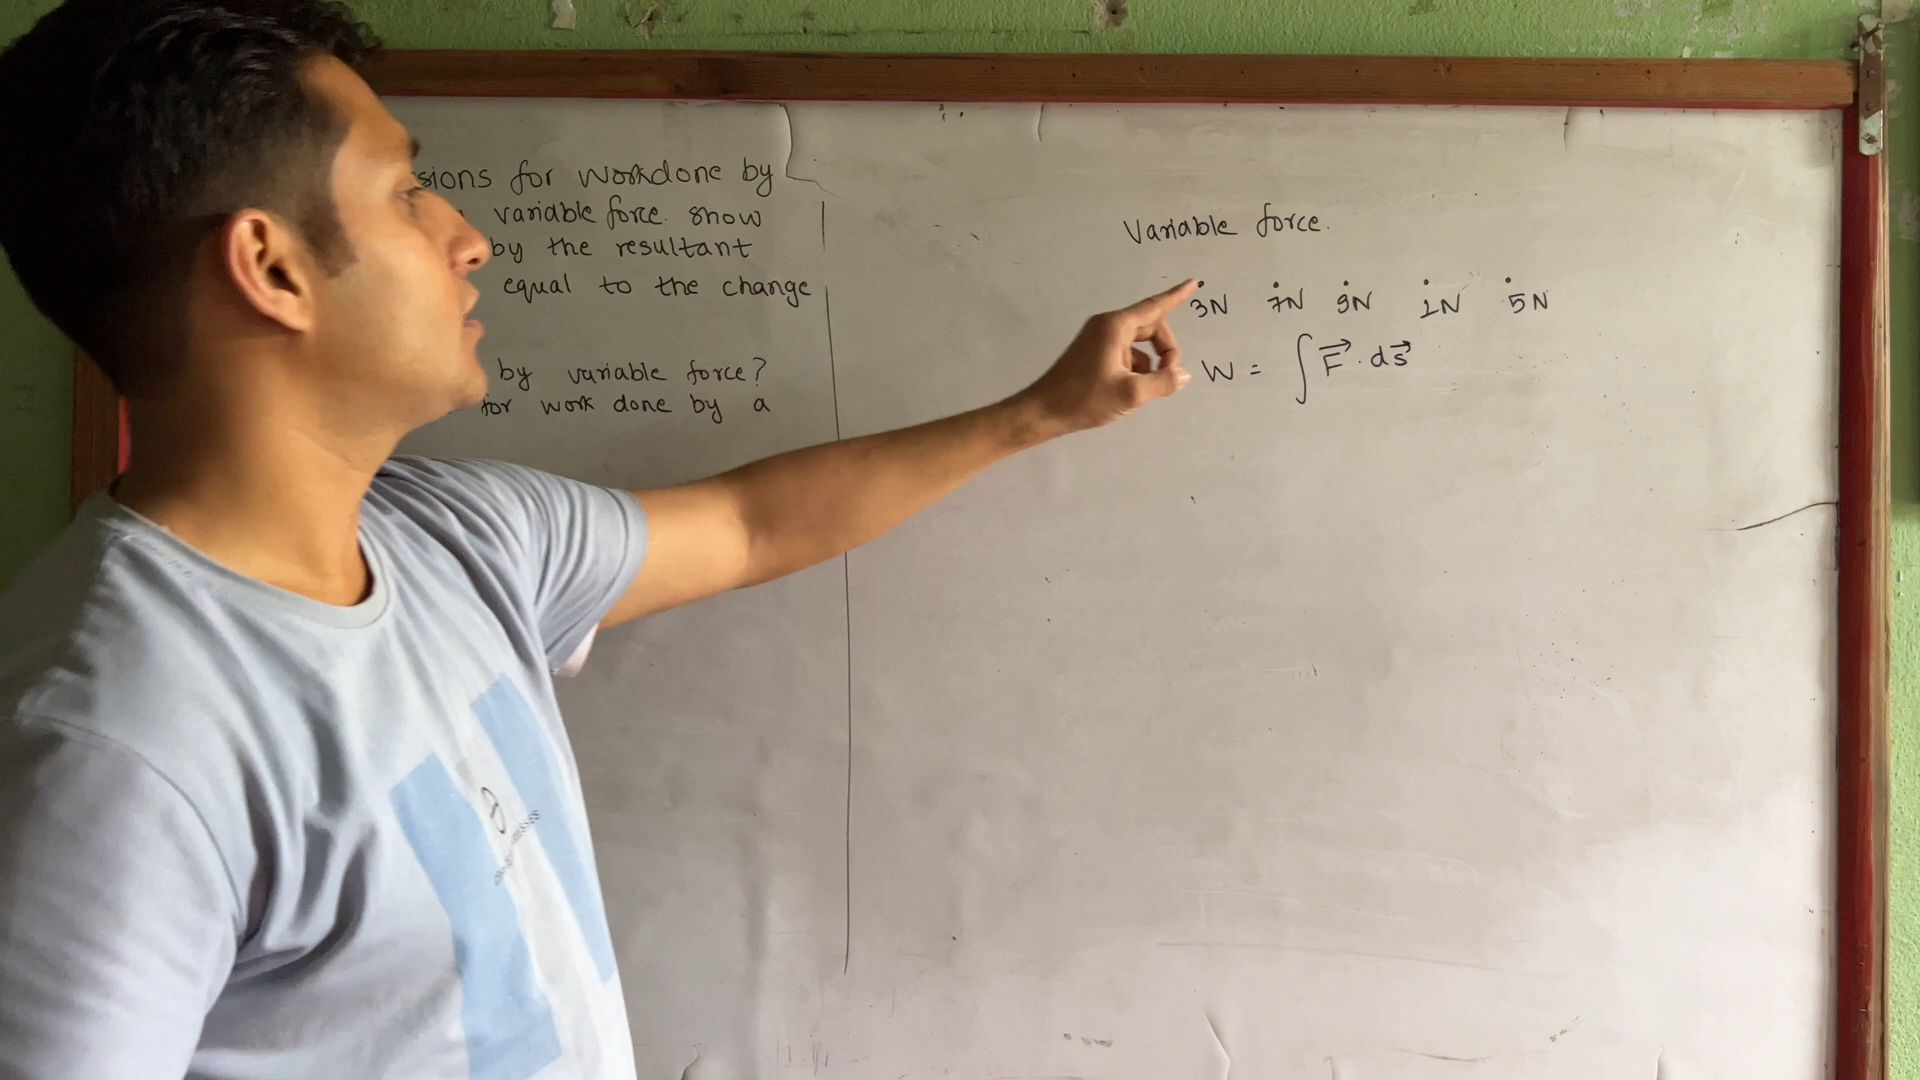 sions for workdone by
variable force. show
by the resultant
equal to the change
by variable force?
for work done by a
Variable force.
3N 7N 9N 1N 5N
W = ∫ F⃗ . ds⃗